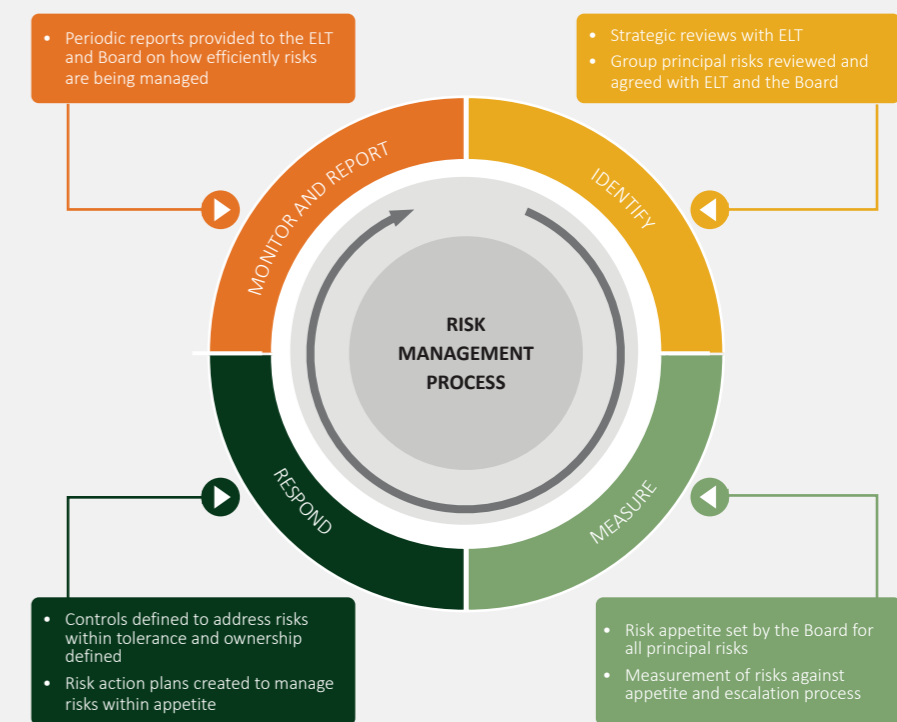 • Periodic reports provided to the ELT
and Board on how efficiently risks
are being managed
• Strategic reviews with ELT
• Group principal risks reviewed and
agreed with ELT and the Board
MONITOR AND REPORT
IDENTIFY
RISK
MANAGEMENT
PROCESS
RESPOND
MEASURE
• Controls defined to address risks
within tolerance and ownership
defined
• Risk action plans created to manage
risks within appetite
• Risk appetite set by the Board for
all principal risks
• Measurement of risks against
appetite and escalation process